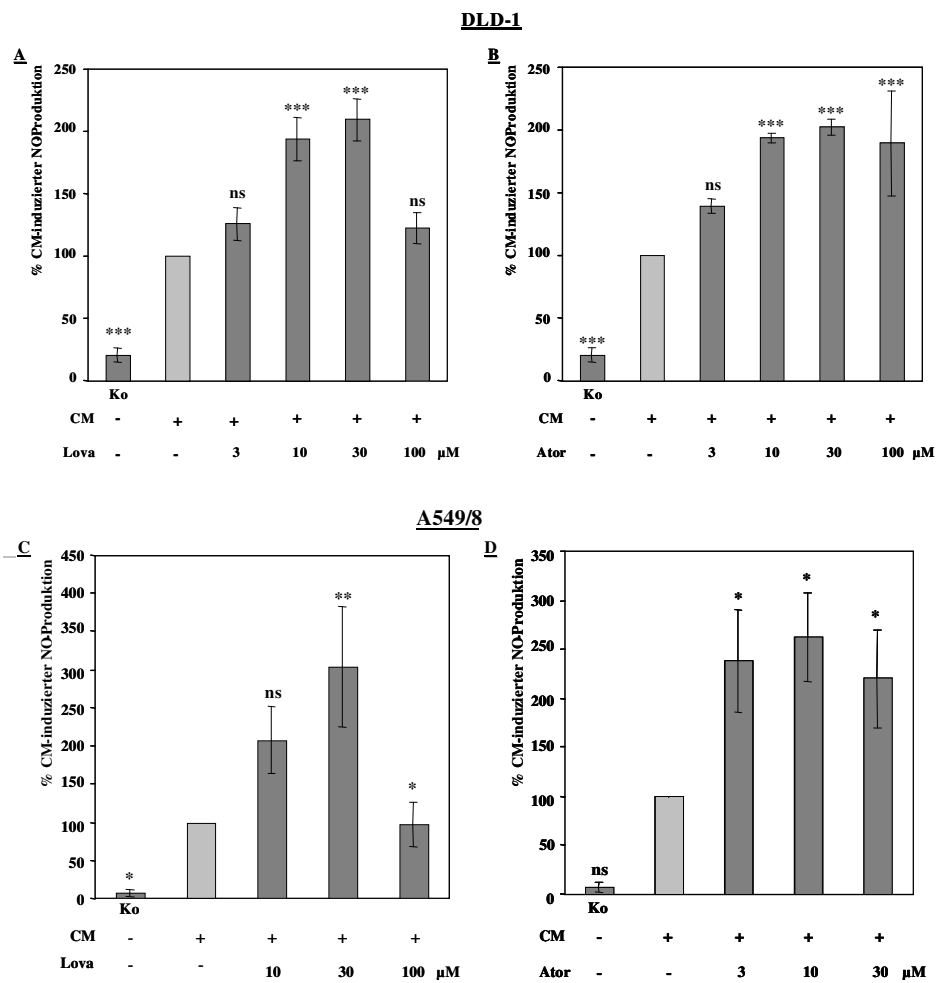 DLD-1
A
% CM-induzierter NO-Produktion
250
200
150
100
50
0
***
ns
***
***
ns
Ko
CM - + + + + +
Lova - - 3 10 30 100 µM
B
% CM-induzierter NO-Produktion
250
200
150
100
50
0
***
ns
***
***
***
Ko
CM - + + + + +
Ator - - 3 10 30 100 µM
A549/8
C
% CM-induzierter NO-Produktion
450
400
350
300
250
200
150
100
50
0
*
ns
**
*
Ko
CM - + + + +
Lova - - 10 30 100 µM
D
% CM-induzierter NO-Produktion
350
300
250
200
150
100
50
0
ns
*
*
*
Ko
CM - + + + +
Ator - - 3 10 30 µM